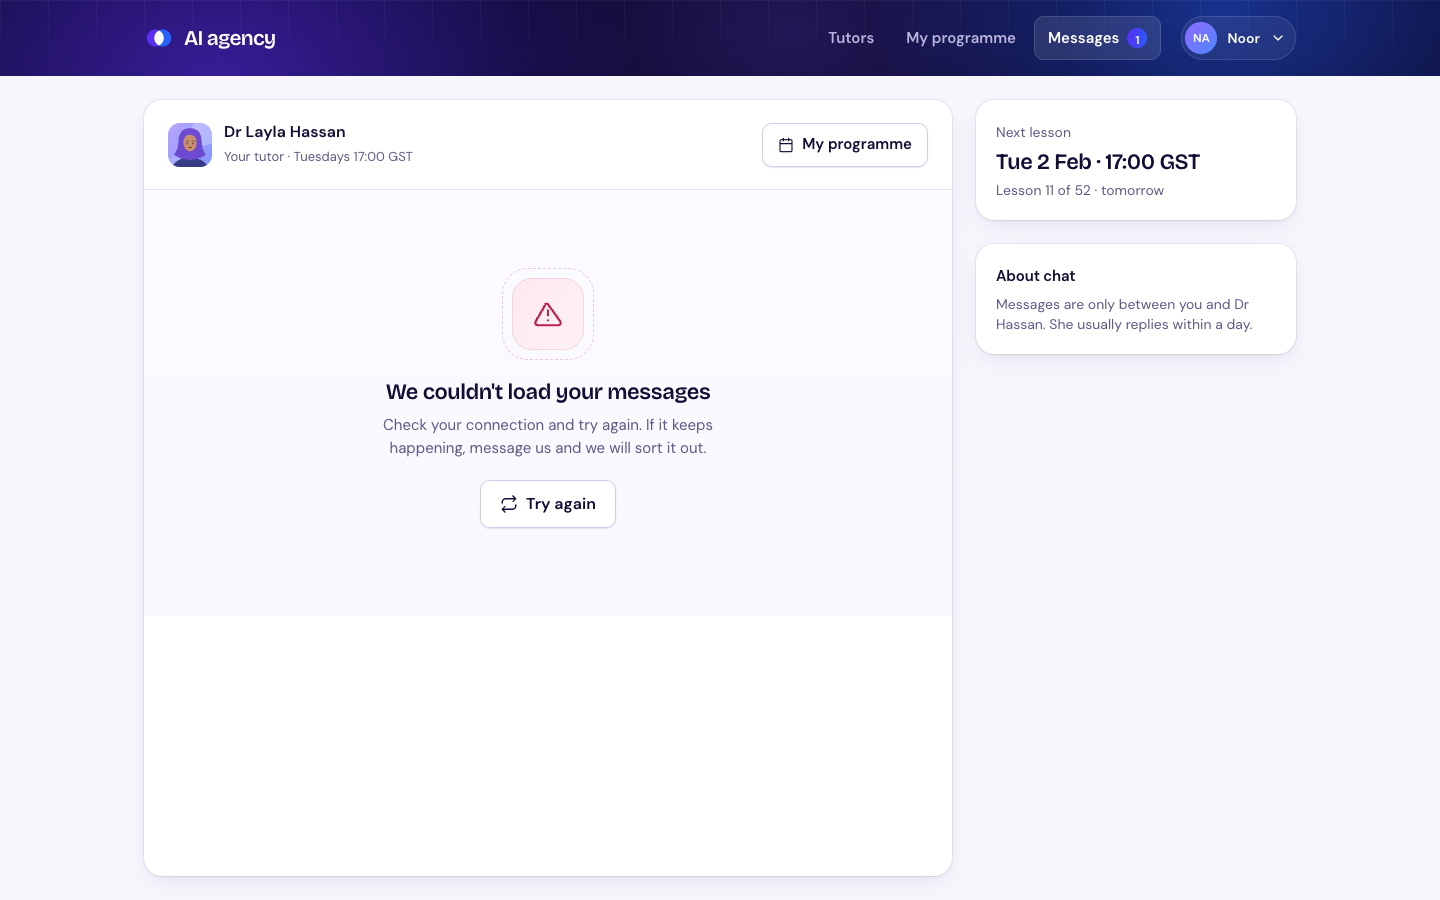 AI agency
Tutors
My programme
Messages 1
NA Noor
Dr Layla Hassan
Your tutor · Tuesdays 17:00 GST
My programme
We couldn't load your messages
Check your connection and try again. If it keeps
happening, message us and we will sort it out.
Try again
Next lesson
Tue 2 Feb · 17:00 GST
Lesson 11 of 52 · tomorrow
About chat
Messages are only between you and Dr
Hassan. She usually replies within a day.